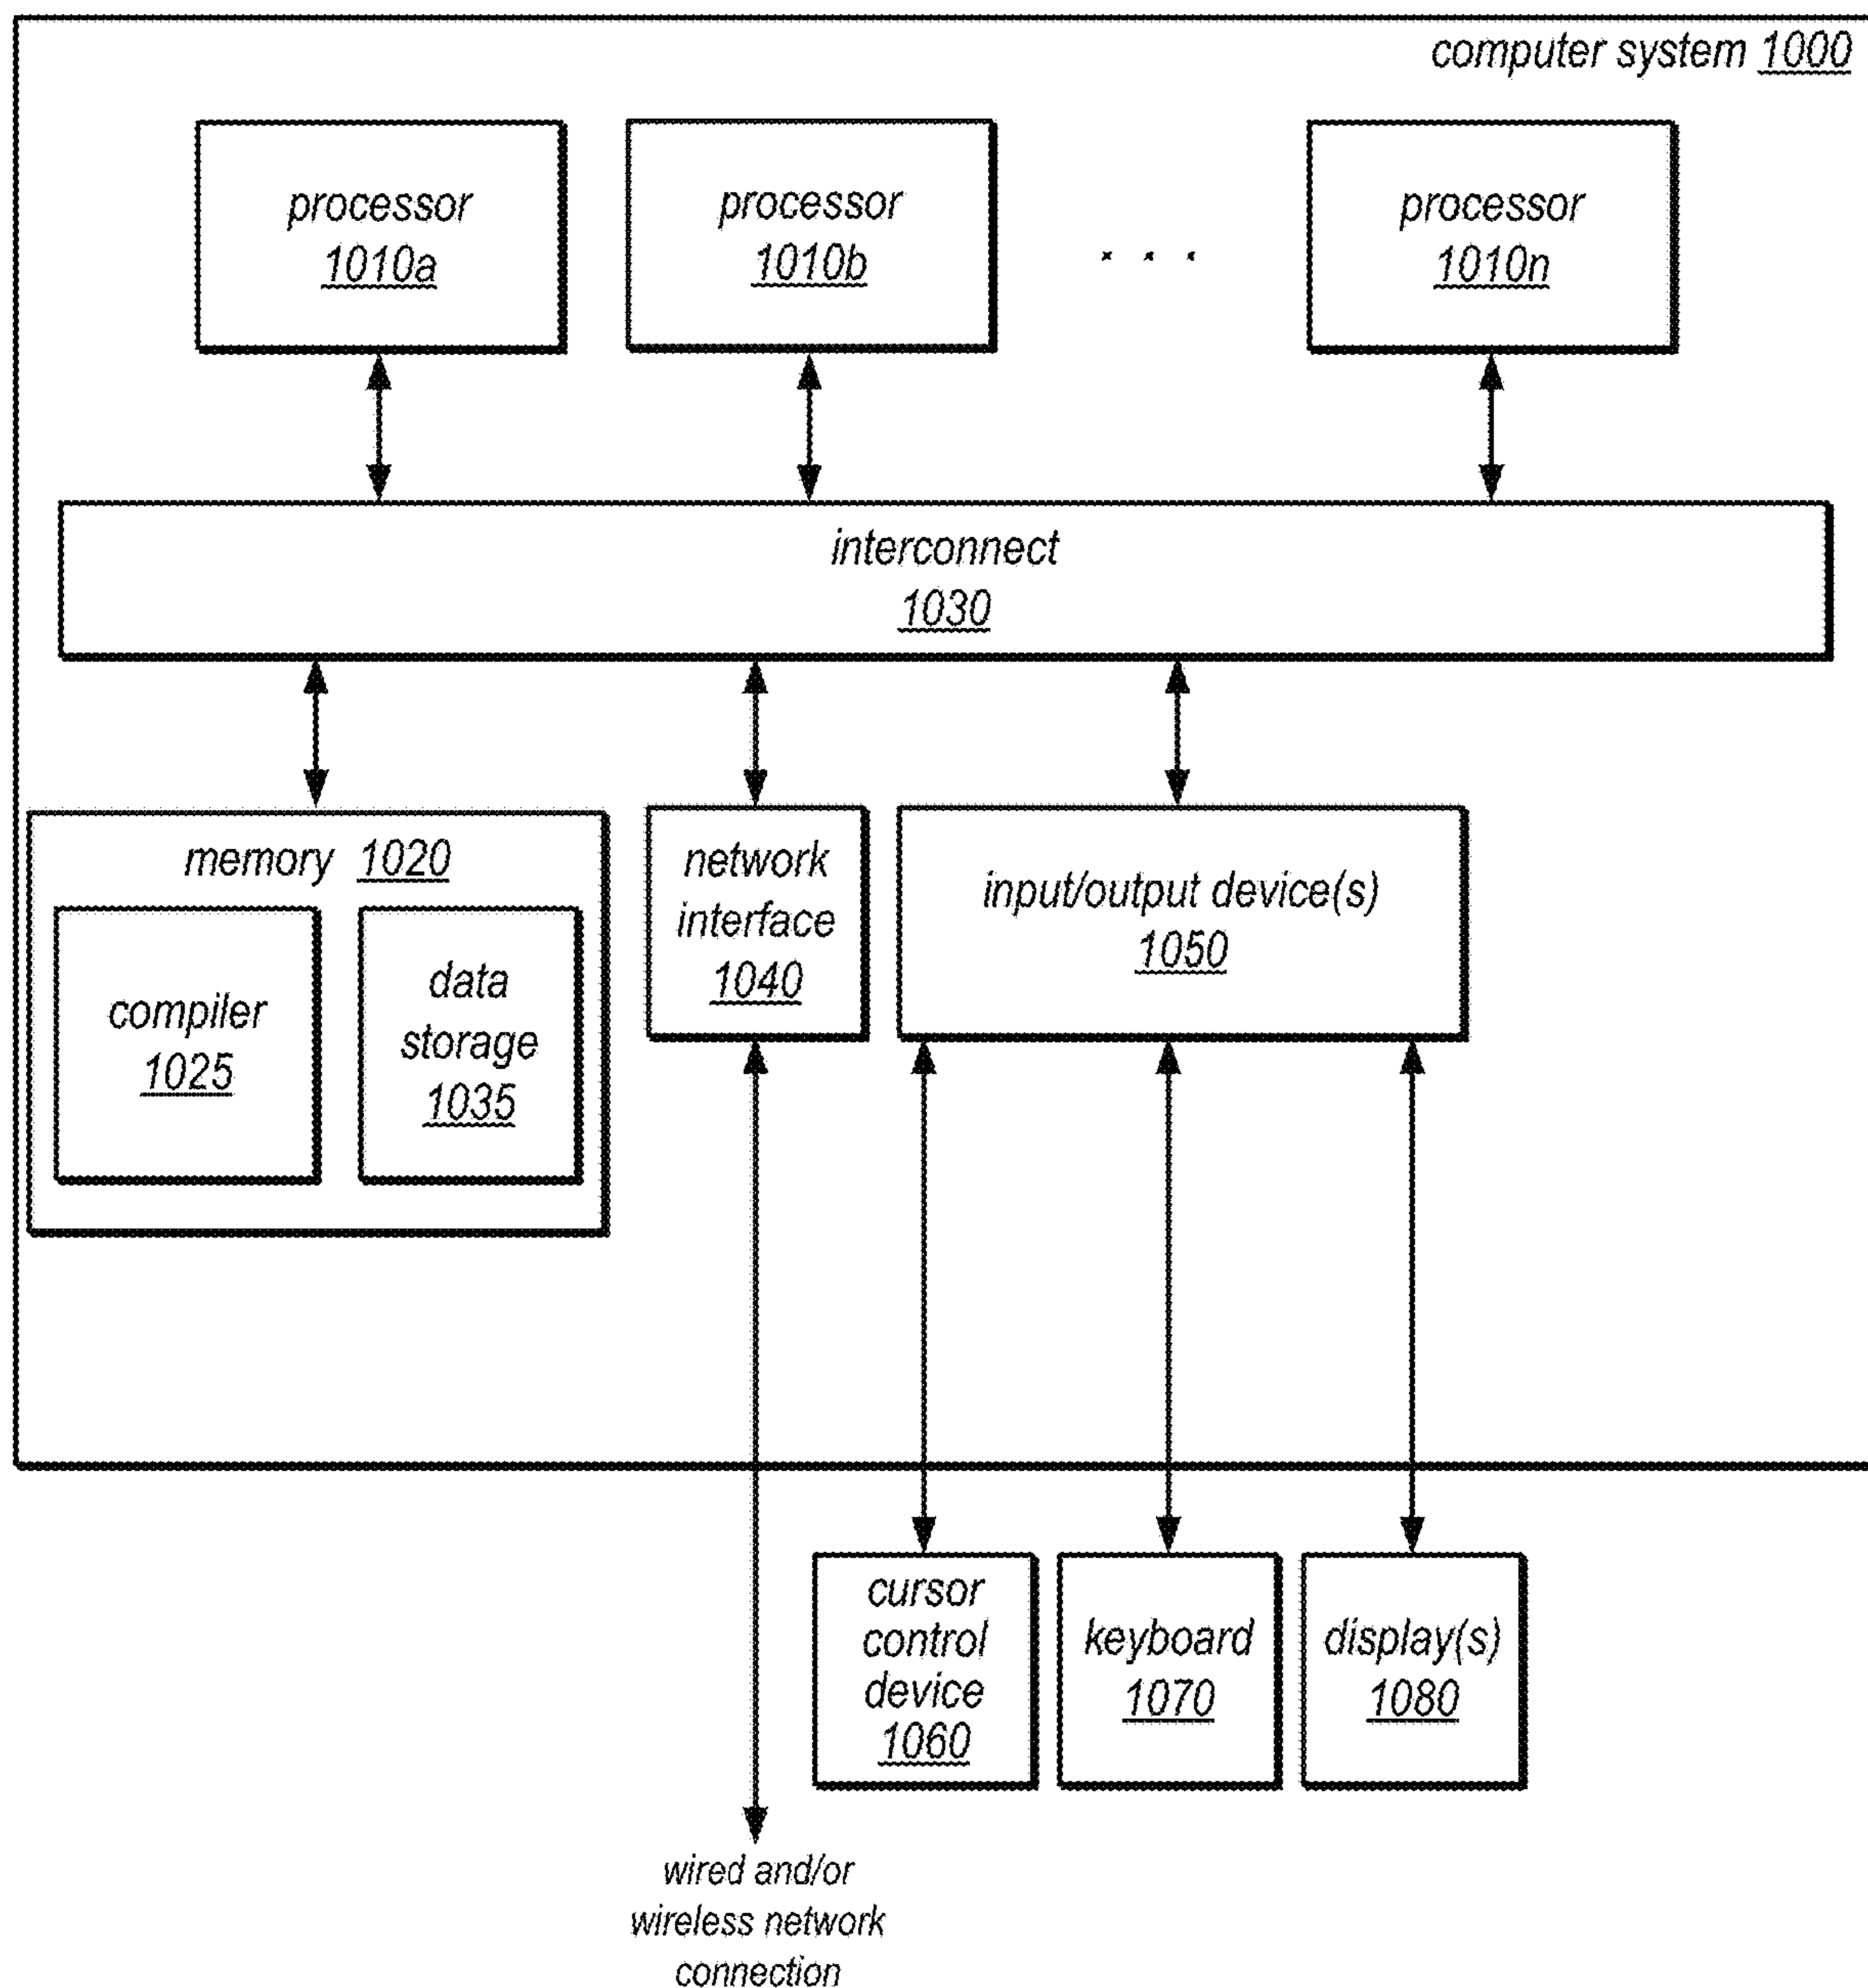 computer system 1000
processor
1010a
processor
1010b
. . .
processor
1010n
interconnect
1030
memory 1020
compiler
1025
data
storage
1035
network
interface
1040
input/output device(s)
1050
cursor
control
device
1060
keyboard
1070
display(s)
1080
wired and/or
wireless network
connection